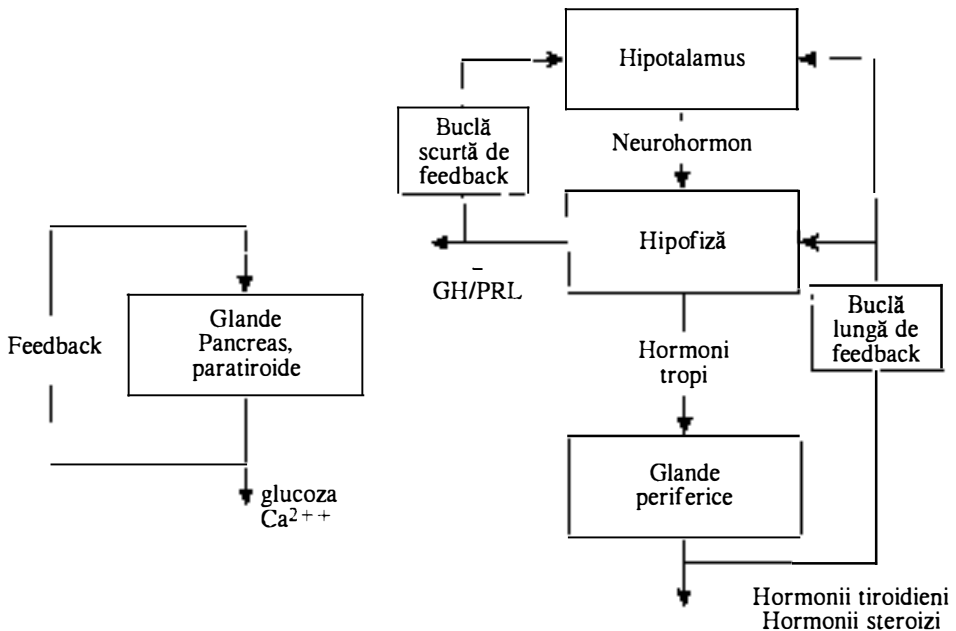 Hipotalamus
Buclă
scurtă de
feedback
Neurohormon
Hipofiză
GH/PRL
Feedback
Glande
Pancreas,
paratiroide
Buclă
lungă de
feedback
Hormoni
tropi
glucoza
Ca²⁺⁺
Glande
periferice
Hormonii tiroidieni
Hormonii steroizi